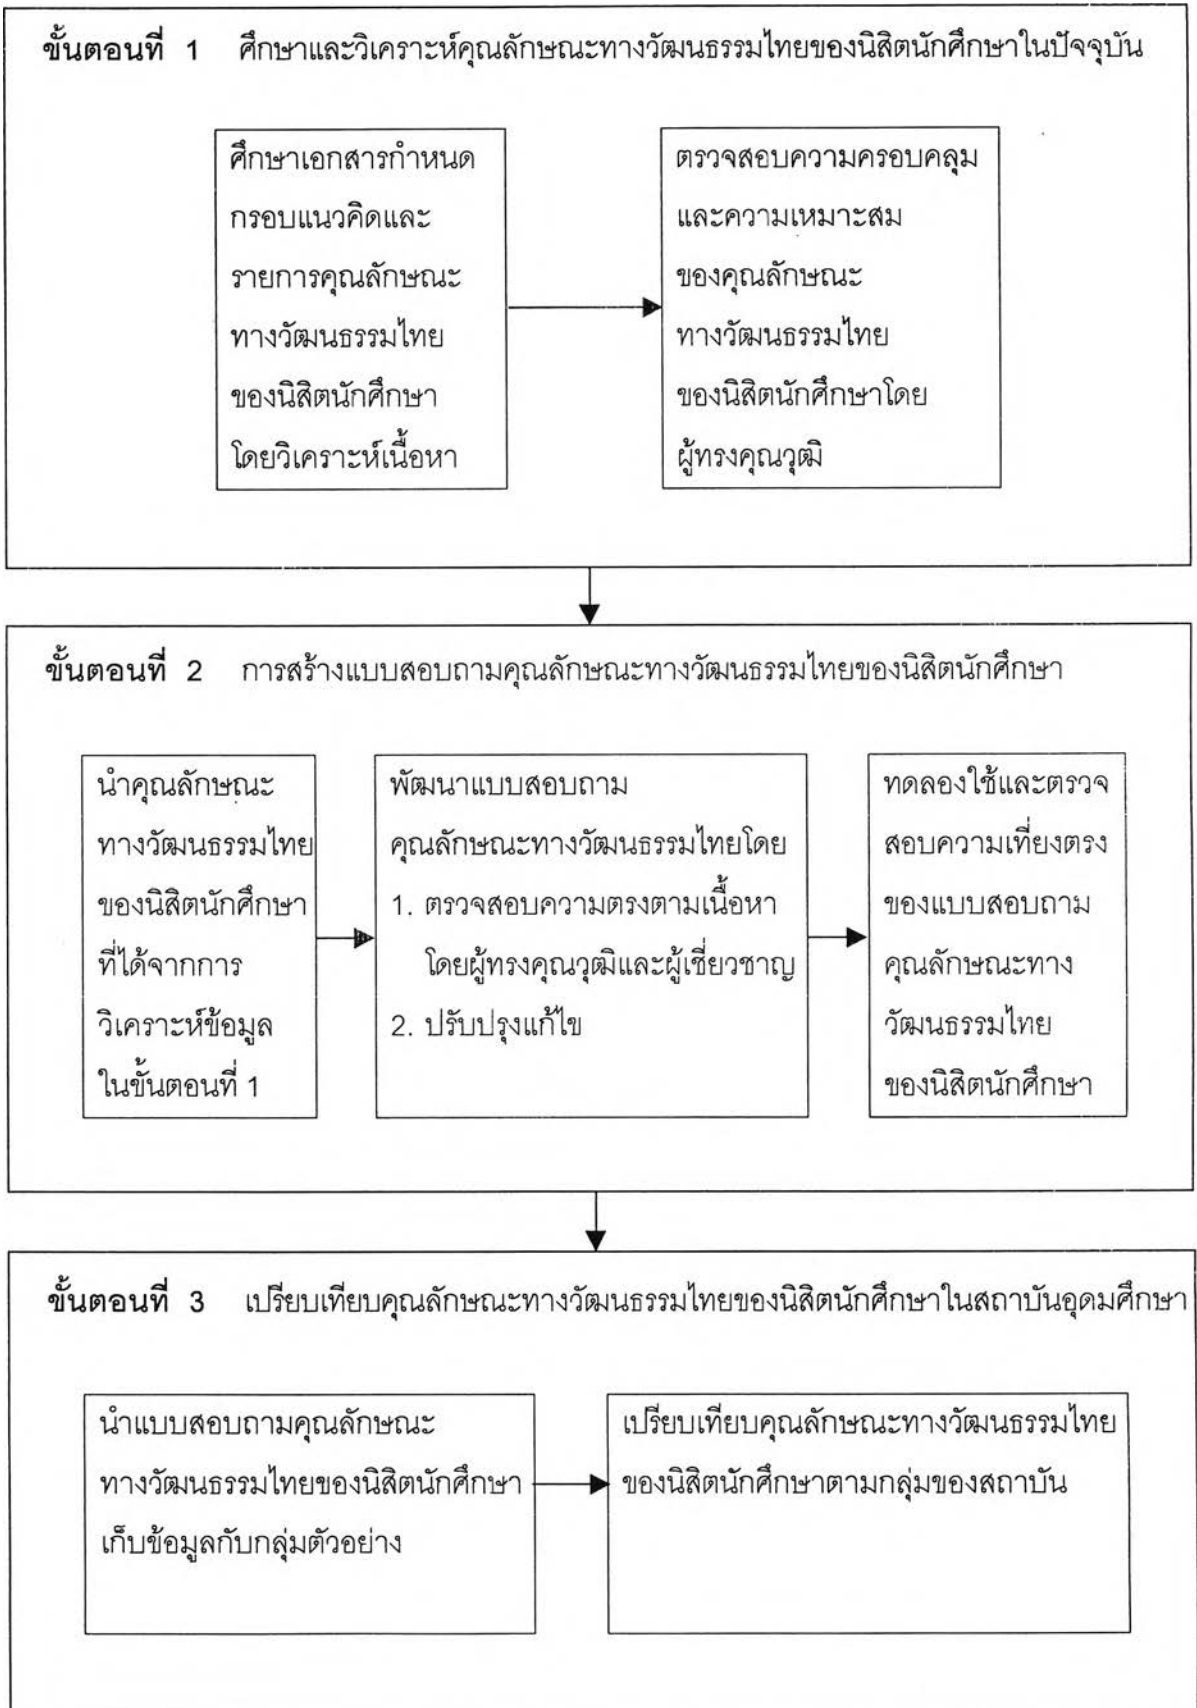 ขั้นตอนที่ 1 ศึกษาและวิเคราะห์คุณลักษณะทางวัฒนธรรมไทยของนิสิตนักศึกษาในปัจจุบัน
ศึกษาเอกสารกำหนด
กรอบแนวคิดและ
รายการคุณลักษณะ
ทางวัฒนธรรมไทย
ของนิสิตนักศึกษา
โดยวิเคราะห์เนื้อหา
ตรวจสอบความครอบคลุม
และความเหมาะสม
ของคุณลักษณะ
ทางวัฒนธรรมไทย
ของนิสิตนักศึกษาโดย
ผู้ทรงคุณวุฒิ
ขั้นตอนที่ 2 การสร้างแบบสอบถามคุณลักษณะทางวัฒนธรรมไทยของนิสิตนักศึกษา
นำคุณลักษณะ
ทางวัฒนธรรมไทย
ของนิสิตนักศึกษา
ที่ได้จากการ
วิเคราะห์ข้อมูล
ในขั้นตอนที่ 1
พัฒนาแบบสอบถาม
คุณลักษณะทางวัฒนธรรมไทยโดย
1. ตรวจสอบความตรงตามเนื้อหา
โดยผู้ทรงคุณวุฒิและผู้เชี่ยวชาญ
2. ปรับปรุงแก้ไข
ทดลองใช้และตรวจ
สอบความเที่ยงตรง
ของแบบสอบถาม
คุณลักษณะทาง
วัฒนธรรมไทย
ของนิสิตนักศึกษา
ขั้นตอนที่ 3 เปรียบเทียบคุณลักษณะทางวัฒนธรรมไทยของนิสิตนักศึกษาในสถาบันอุดมศึกษา
นำแบบสอบถามคุณลักษณะ
ทางวัฒนธรรมไทยของนิสิตนักศึกษา
เก็บข้อมูลกับกลุ่มตัวอย่าง
เปรียบเทียบคุณลักษณะทางวัฒนธรรมไทย
ของนิสิตนักศึกษาตามกลุ่มของสถาบัน